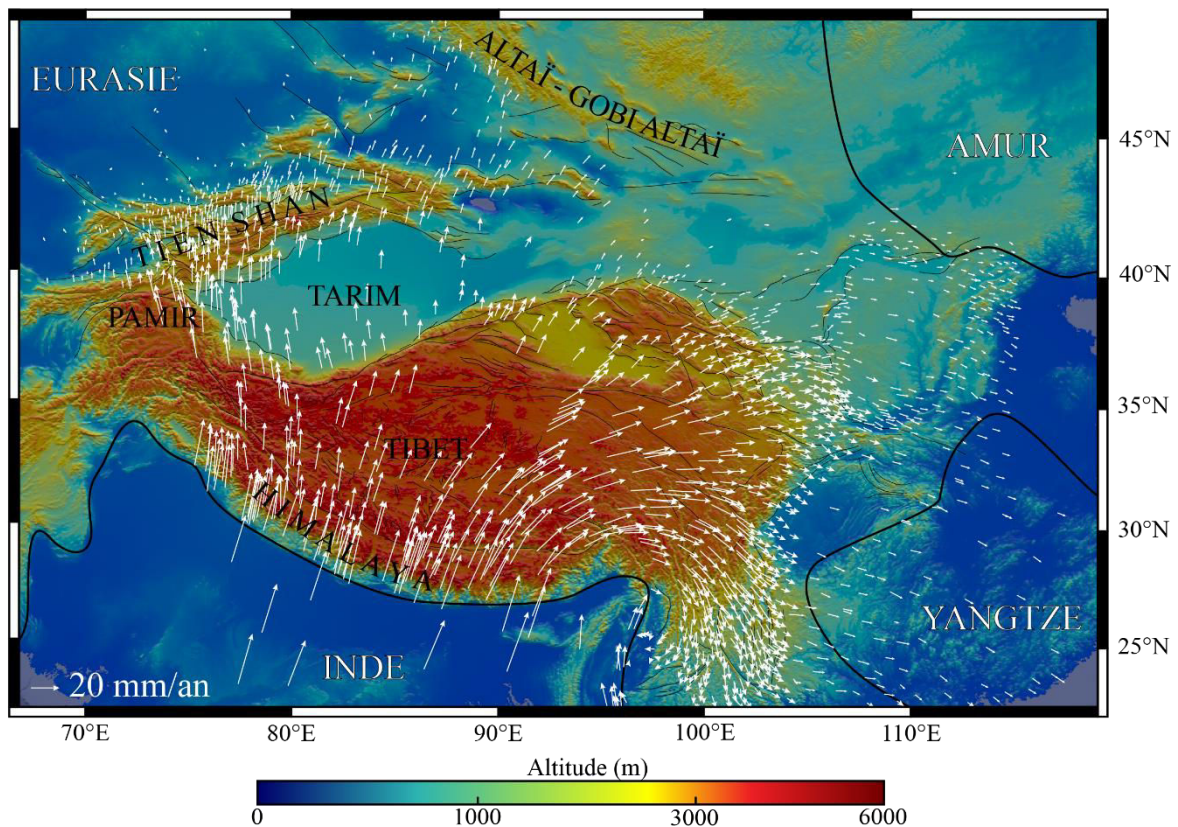 EURASIE
ALTAÏ - GOBI ALTAÏ
AMUR
45°N
TIEN SHAN
40°N
TARIM
PAMIR
35°N
TIBET
HIMALAYA
30°N
YANGTZE
25°N
INDE
20 mm/an
70°E 80°E 90°E 100°E 110°E
Altitude (m)
0 1000 3000 6000